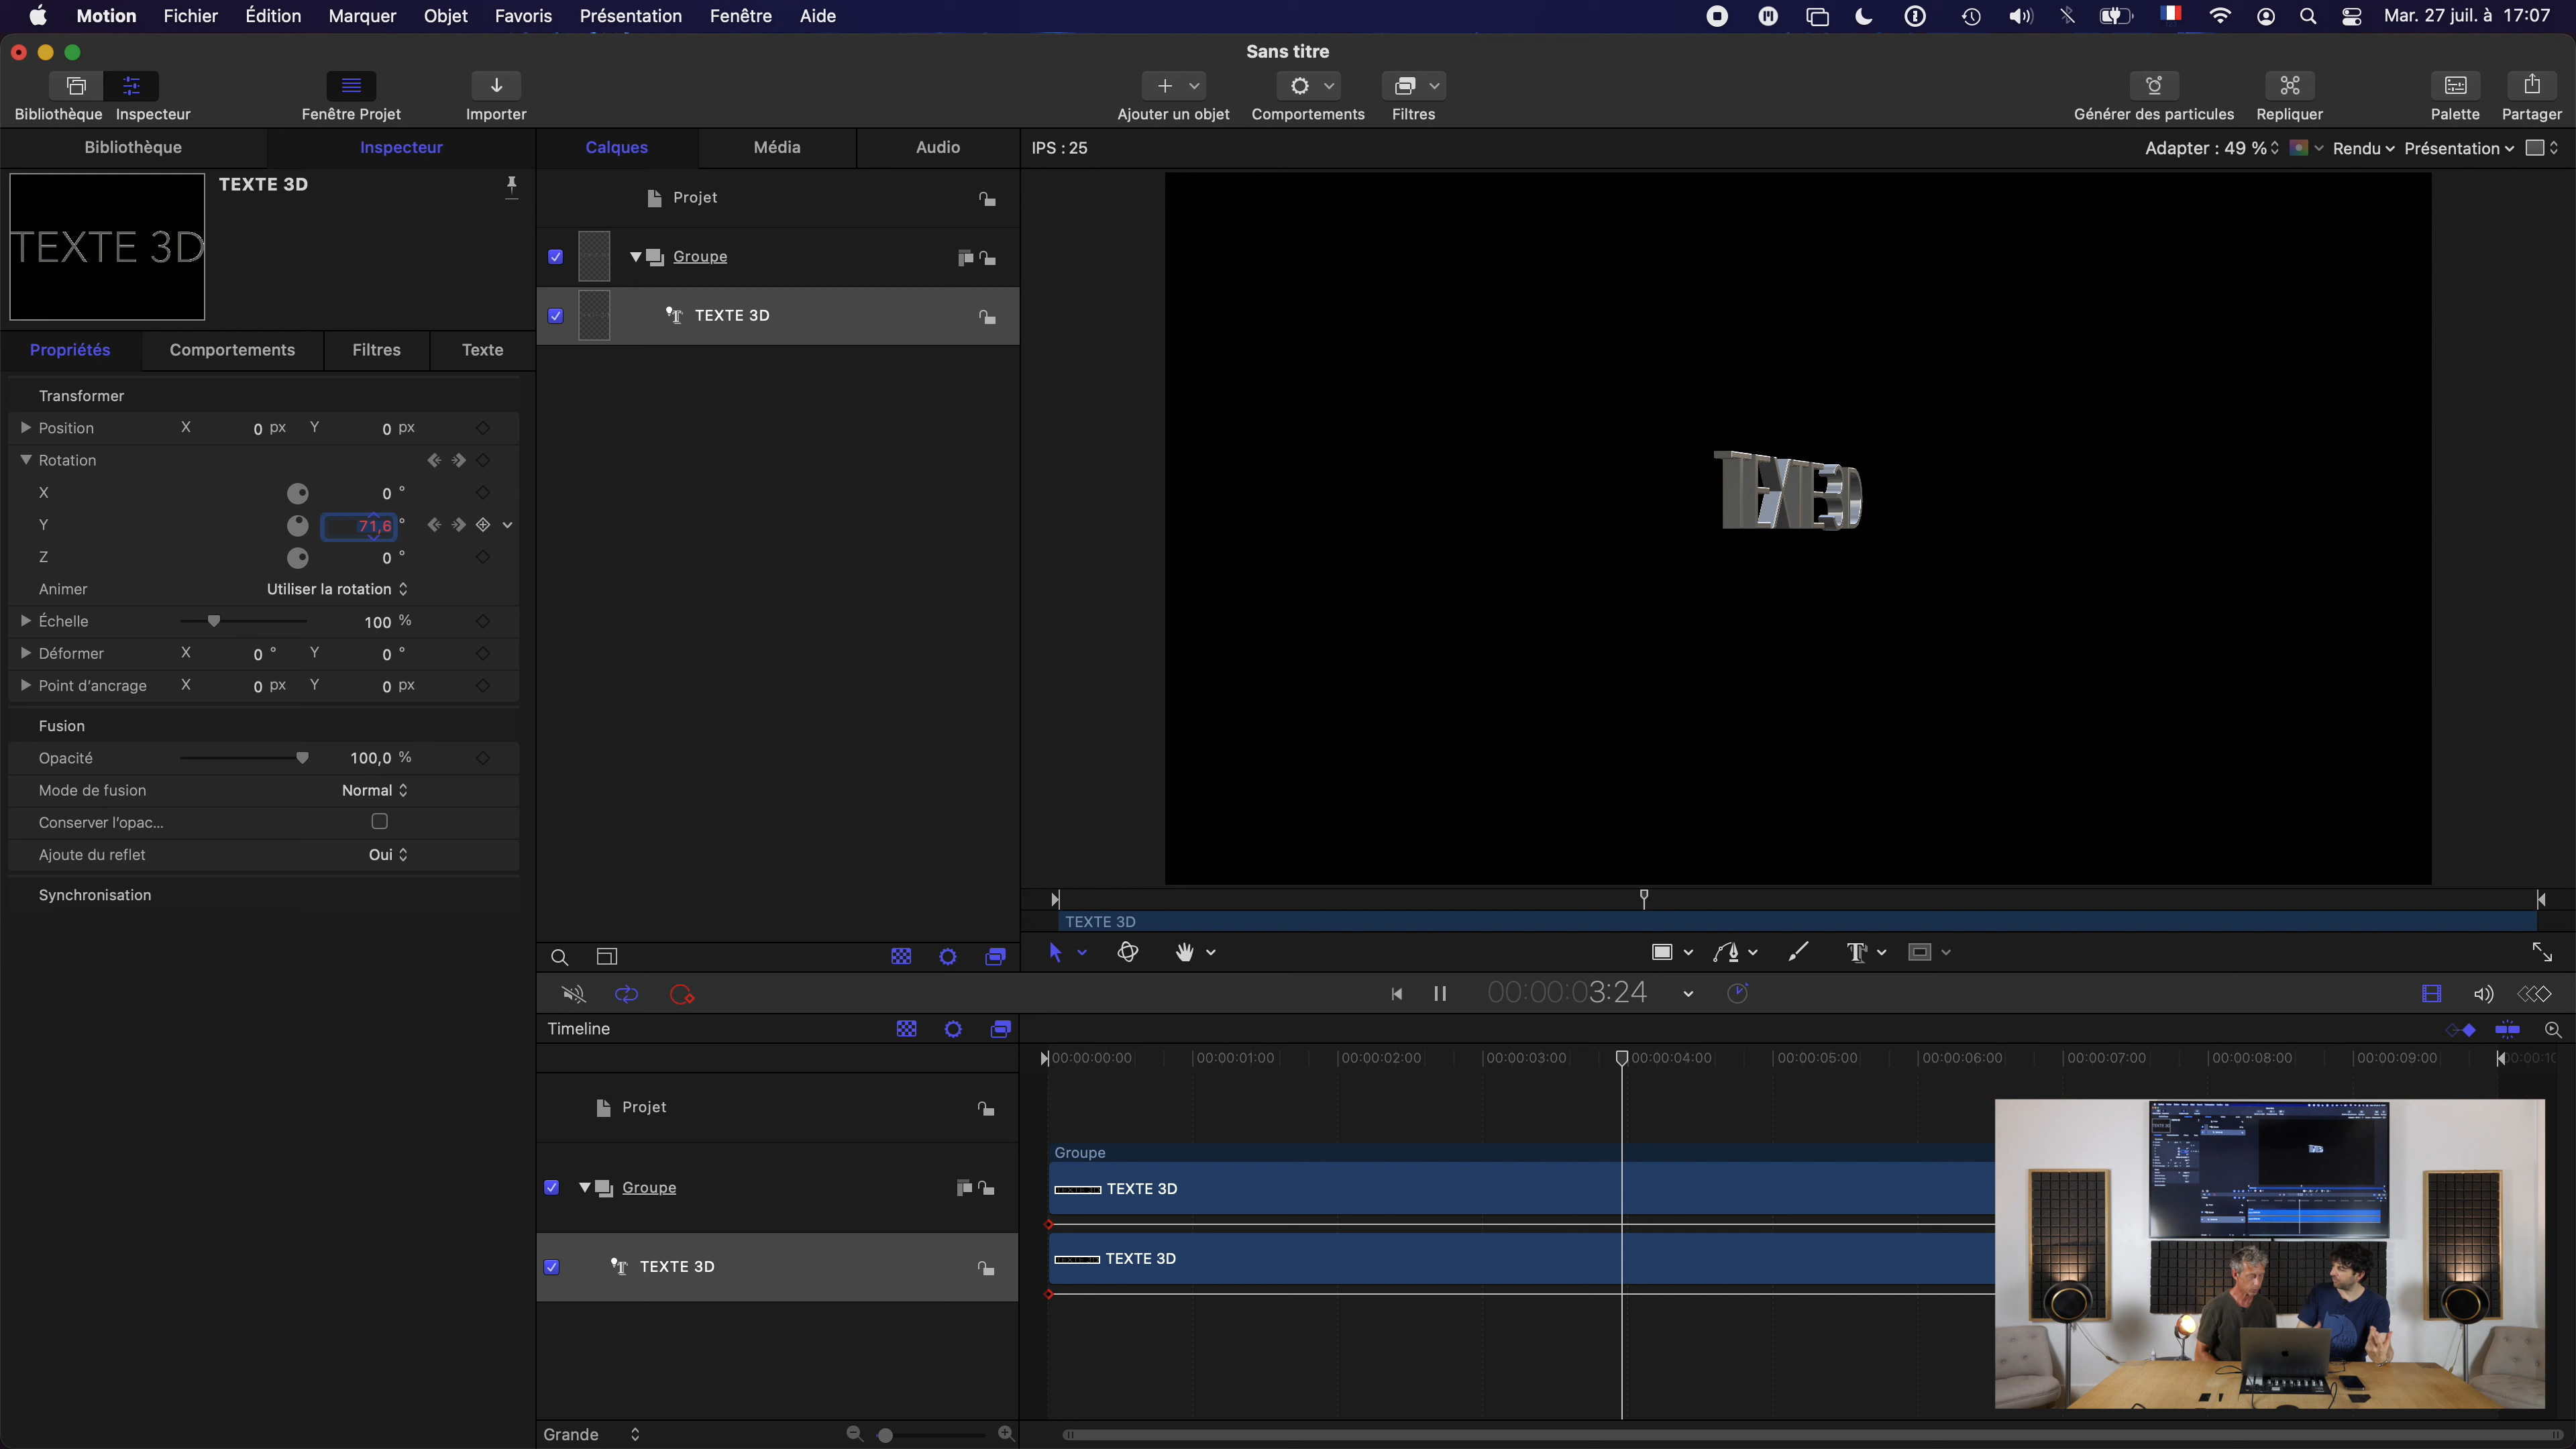 Motion Fichier Édition Marquer Objet Favoris Présentation Fenêtre Aide Mar. 27 juil. à 17:07
Sans titre
Bibliothèque Inspecteur Fenêtre Projet Importer Ajouter un objet Comportements Filtres Générer des particules Repliquer Palette Partager
Bibliothèque Inspecteur Calques Média Audio IPS : 25 Adapter : 49 % Rendu Présentation
TEXTE 3D
TEXTE 3D
Projet
Groupe
TEXTE 3D
Propriétés Comportements Filtres Texte
Transformer
Position X 0 px Y 0 px
Rotation
X 0 °
Y 71,6 °
Z 0 °
Animer Utiliser la rotation
Échelle 100 %
Déformer X 0 ° Y 0 °
Point d'ancrage X 0 px Y 0 px
Fusion
Opacité 100,0 %
Mode de fusion Normal
Conserver l'opac...
Ajoute du reflet Oui
Synchronisation
TEXTE 3D
TEXTE 3D
00:00:03:24
Timeline
00:00:00:00 00:00:01:00 00:00:02:00 00:00:03:00 00:00:04:00 00:00:05:00 00:00:06:00 00:00:07:00 00:00:08:00 00:00:09:00
Projet
Groupe
Groupe
TEXTE 3D
TEXTE 3D
TEXTE 3D
Grande